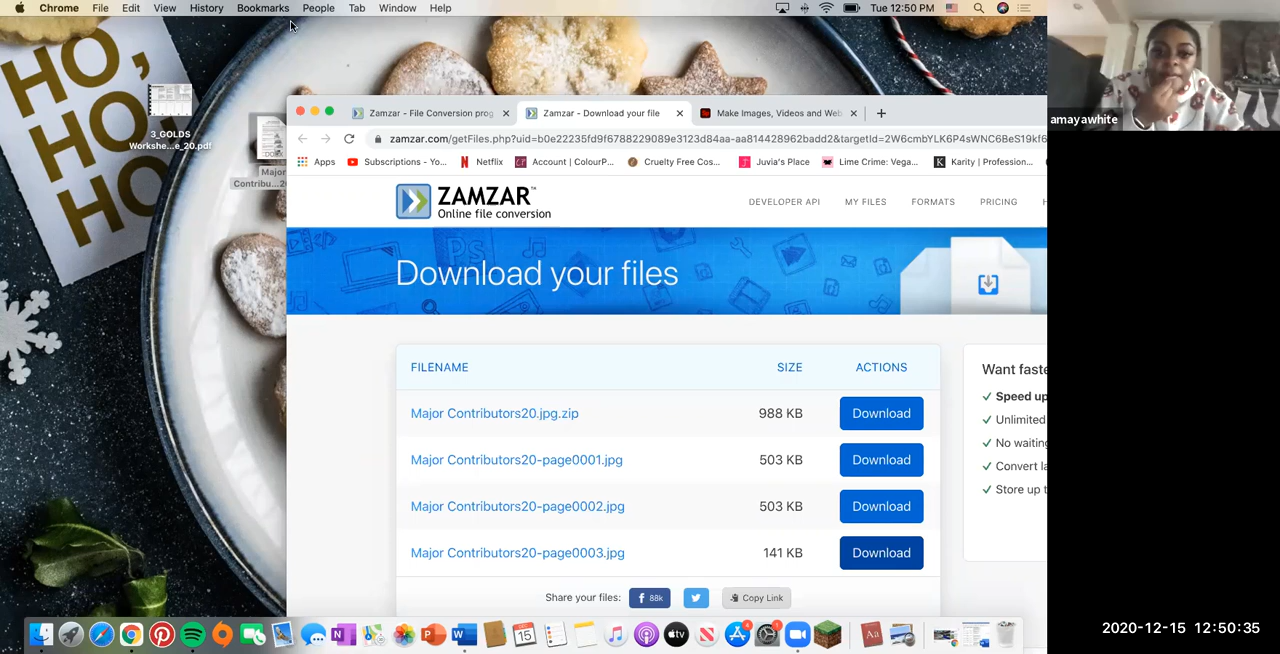 Chrome File Edit View History Bookmarks People Tab Window Help Tue 12:50 PM
HO,
HO,
HO
3_GOLDS
Workshe...e_20.pdf
Major
Contribu...2
Zamzar - File Conversion prog
Zamzar - Download your file
Make Images, Videos and Web
zamzar.com/getFiles.php?uid=b0e22235fd9f6788229089e3123d84aa-aa814428962badd2&targetId=2W6cmbYLK6P4sWNC6BeS19kf6
Apps Subscriptions - Yo... Netflix Account | ColourP... Cruelty Free Cos... Juvia's Place Lime Crime: Vega... Karity | Profession...
ZAMZAR™
Online file conversion
DEVELOPER API MY FILES FORMATS PRICING H
Download your files
FILENAME SIZE ACTIONS
Major Contributors20.jpg.zip 988 KB Download
Major Contributors20-page0001.jpg 503 KB Download
Major Contributors20-page0002.jpg 503 KB Download
Major Contributors20-page0003.jpg 141 KB Download
Share your files: 88k Copy Link
Want faste
Speed up
Unlimited
No waiting
Convert la
Store up t
amayawhite
2020-12-15 12:50:35